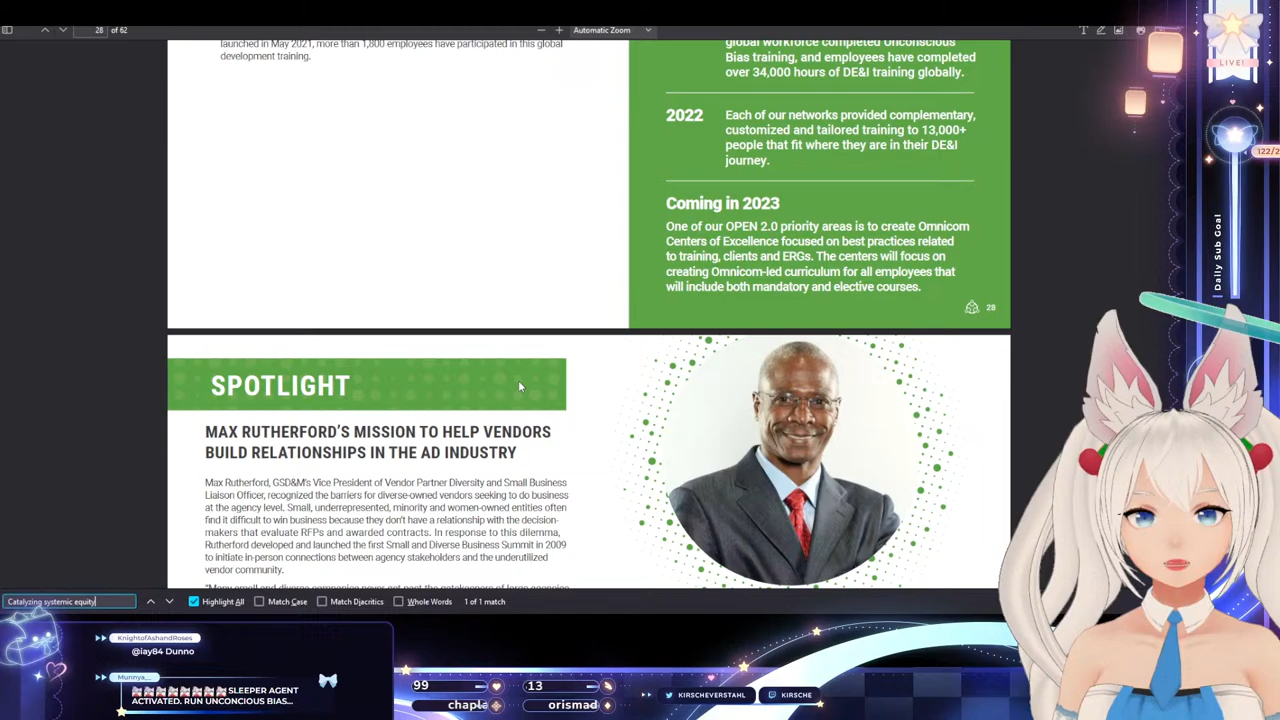 28 of 62
Automatic Zoom
launched in May 2021, more than 1,800 employees have participated in this global
development training.
global workforce completed Unconscious
Bias training, and employees have completed
over 34,000 hours of DE&I training globally.
2022
Each of our networks provided complementary,
customized and tailored training to 13,000+
people that fit where they are in their DE&I
journey.
Coming in 2023
One of our OPEN 2.0 priority areas is to create Omnicom
Centers of Excellence focused on best practices related
to training, clients and ERGs. The centers will focus on
creating Omnicom-led curriculum for all employees that
will include both mandatory and elective courses.
28
SPOTLIGHT
MAX RUTHERFORD'S MISSION TO HELP VENDORS
BUILD RELATIONSHIPS IN THE AD INDUSTRY
Max Rutherford, GSD&M's Vice President of Vendor Partner Diversity and Small Business
Liaison Officer, recognized the barriers for diverse-owned vendors seeking to do business
at the agency level. Small, underrepresented, minority and women-owned entities often
find it difficult to win business because they don't have a relationship with the decision-
makers that evaluate RFPs and awarded contracts. In response to this dilemma,
Rutherford developed and launched the first Small and Diverse Business Summit in 2009
to initiate in-person connections between agency stakeholders and the underutilized
vendor community.
Catalyzing systemic equity
Highlight All
Match Case
Match Diacritics
Whole Words
1 of 1 match
KnightofAshandRoses
@iay84 Dunno
Munnya__
SLEEPER AGENT
ACTIVATED. RUN UNCONCIOUS BIAS...
99
chapla
13
orismad
KIRSCHEVERSTAHL
KIRSCHE
LIVE!
122/2
Daily Sub Goal